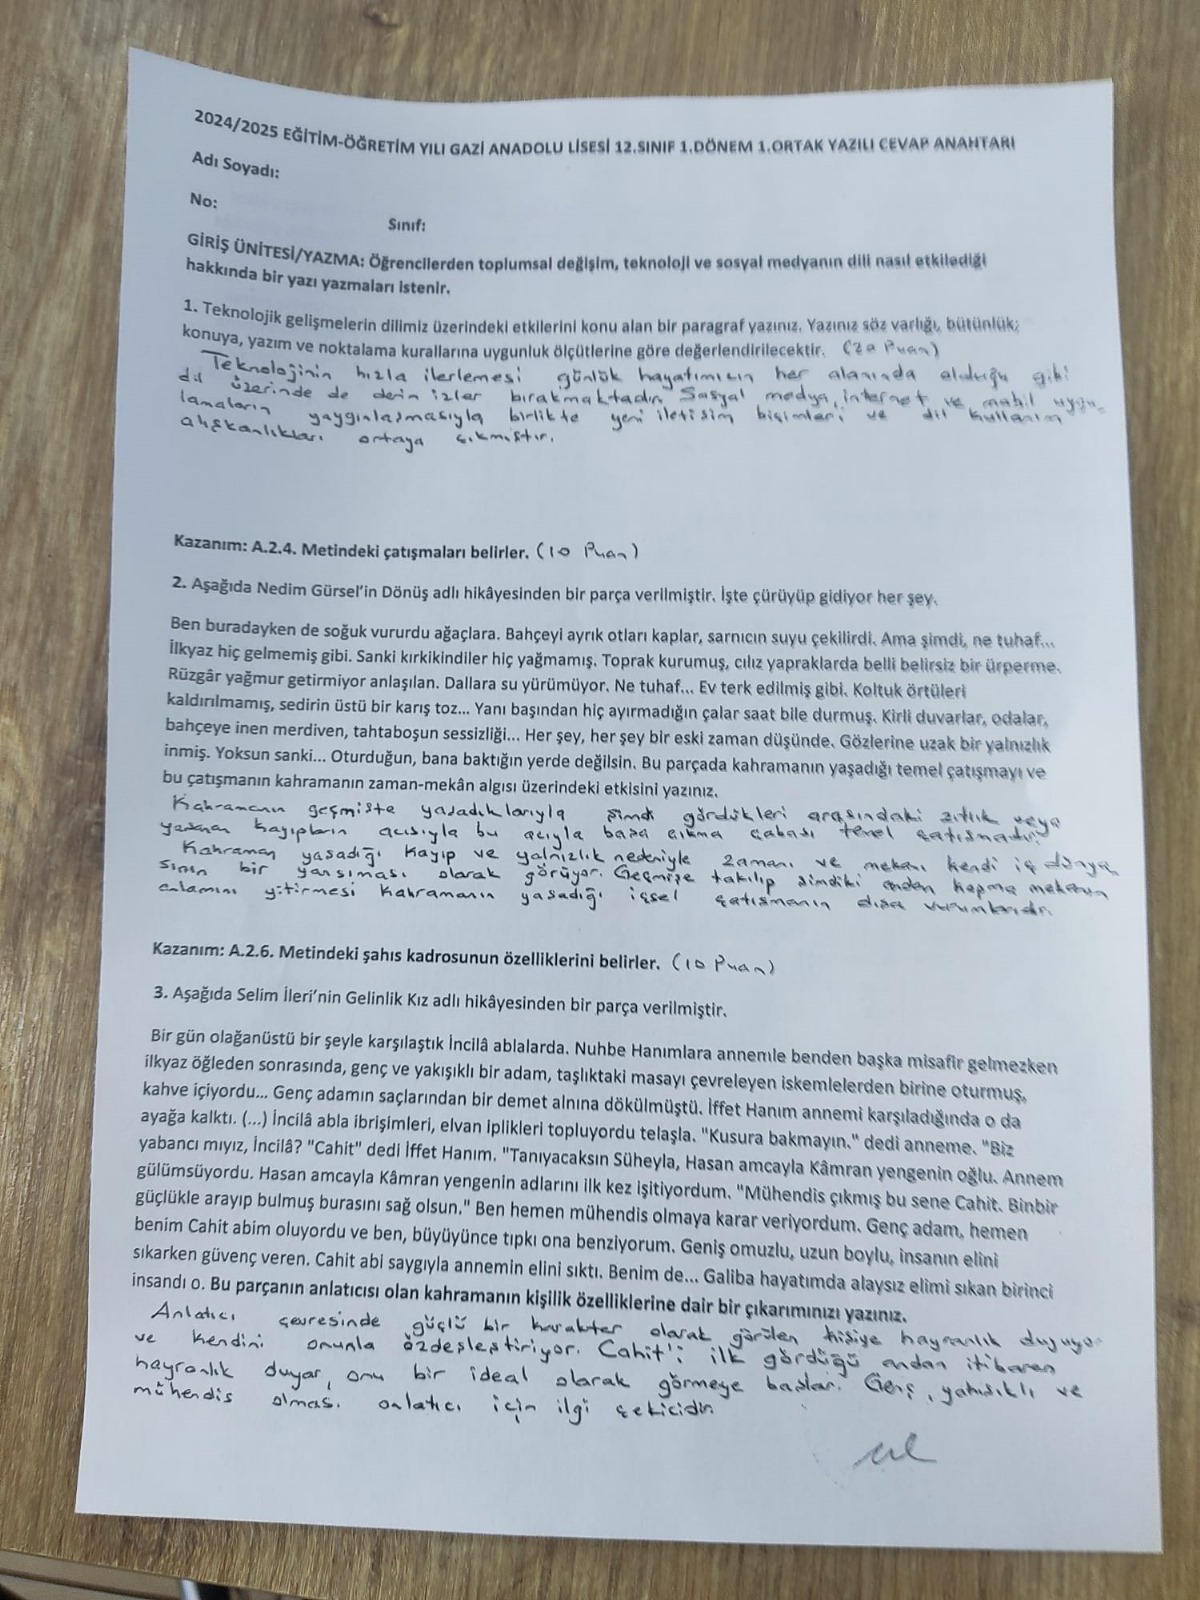 2024/2025 EĞİTİM-ÖĞRETİM YILI GAZİ ANADOLU LİSESİ 12.SINIF 1.DÖNEM 1.ORTAK YAZILI CEVAP ANAHTARI
Adı Soyadı:
No:
Sınıf:
GİRİŞ ÜNİTESİ/YAZMA: Öğrencilerden toplumsal değişim, teknoloji ve sosyal medyanın dili nasıl etkilediği
hakkında bir yazı yazmaları istenir.
1. Teknolojik gelişmelerin dilimiz üzerindeki etkilerini konu alan bir paragraf yazınız. Yazınız söz varlığı, bütünlük,
konuya, yazım ve noktalama kurallarına uygunluk ölçütlerine göre değerlendirilecektir. (20 Puan)
Teknolojinin hızla ilerlemesi günlük hayatımızın her alanında olduğu gibi
dil üzerinde de derin izler bırakmaktadır. Sosyal medya, internet ve mobil uygu-
lamaların yaygınlaşmasıyla birlikte yeni iletişim biçimleri ve dil kullanım
alışkanlıkları ortaya çıkmıştır.
Kazanım: A.2.4. Metindeki çatışmaları belirler. (10 Puan)
2. Aşağıda Nedim Gürsel'in Dönüş adlı hikâyesinden bir parça verilmiştir. İşte çürüyüp gidiyor her şey.
Ben buradayken de soğuk vururdu ağaçlara. Bahçeyi ayrık otları kaplar, sarnıcın suyu çekilirdi. Ama şimdi, ne tuhaf...
İlkyaz hiç gelmemiş gibi. Sanki kırkikindiler hiç yağmamış. Toprak kurumuş, cılız yapraklarda belli belirsiz bir ürperme.
Rüzgâr yağmur getirmiyor anlaşılan. Dallara su yürümüyor. Ne tuhaf... Ev terk edilmiş gibi. Koltuk örtüleri
kaldırılmamış, sedirin üstü bir karış toz... Yanı başından hiç ayırmadığın çalar saat bile durmuş. Kirli duvarlar, odalar,
bahçeye inen merdiven, tahtaboşun sessizliği... Her şey, her şey bir eski zaman düşünde. Gözlerine uzak bir yalnızlık
inmiş. Yoksun sanki... Oturduğun, bana baktığın yerde değilsin. Bu parçada kahramanın yaşadığı temel çatışmayı ve
bu çatışmanın kahramanın zaman-mekân algısı üzerindeki etkisini yazınız.
Kahramanın geçmişte yaşadıklarıyla şimdi gördükleri arasındaki zıtlık veya
yaşanan kayıpların acısıyla bu acıyla başa çıkma çabası temel çatışmadır.
Kahraman yaşadığı kayıp ve yalnızlık nedeniyle zamanı ve mekanı kendi iç dünya
sının bir yansıması olarak görüyor. Geçmişe takılıp şimdiki andan kopma mekanın
anlamını yitirmesi kahramanın yaşadığı içsel çatışmanın dışa vurumlarıdır.
Kazanım: A.2.6. Metindeki şahıs kadrosunun özelliklerini belirler. (10 Puan)
3. Aşağıda Selim İleri'nin Gelinlik Kız adlı hikâyesinden bir parça verilmiştir.
Bir gün olağanüstü bir şeyle karşılaştık İncilâ ablalarda. Nuhbe Hanımlara annemle benden başka misafir gelmezken
ilkyaz öğleden sonrasında, genç ve yakışıklı bir adam, taşlıktaki masayı çevreleyen iskemlelerden birine oturmuş,
kahve içiyordu... Genç adamın saçlarından bir demet alnına dökülmüştü. İffet Hanım annemi karşıladığında o da
ayağa kalktı. (...) İncilâ abla ibrişimleri, elvan iplikleri topluyordu telaşla. "Kusura bakmayın." dedi anneme. "Biz
yabancı mıyız, İncilâ? "Cahit" dedi İffet Hanım. "Tanıyacaksın Süheyla, Hasan amcayla Kâmran yengenin oğlu. Annem
gülümsüyordu. Hasan amcayla Kâmran yengenin adlarını ilk kez işitiyordum. "Mühendis çıkmış bu sene Cahit. Binbir
güçlükle arayıp bulmuş burasını sağ olsun." Ben hemen mühendis olmaya karar veriyordum. Genç adam, hemen
benim Cahit abim oluyordu ve ben, büyüyünce tıpkı ona benziyorum. Geniş omuzlu, uzun boylu, insanın elini
sıkarken güvenç veren. Cahit abi saygıyla annemin elini sıktı. Benim de... Galiba hayatımda alaysız elimi sıkan birinci
insandı o. Bu parçanın anlatıcısı olan kahramanın kişilik özelliklerine dair bir çıkarımınızı yazınız.
Anlatıcı çevresinde güçlü bir karakter olarak görülen kişiye hayranlık duyuyor
ve kendini onunla özdeşleştiriyor. Cahit'i ilk gördüğü andan itibaren
hayranlık duyar, onu bir ideal olarak görmeye başlar. Genç, yakışıklı ve
mühendis olması anlatıcı için ilgi çekicidir.